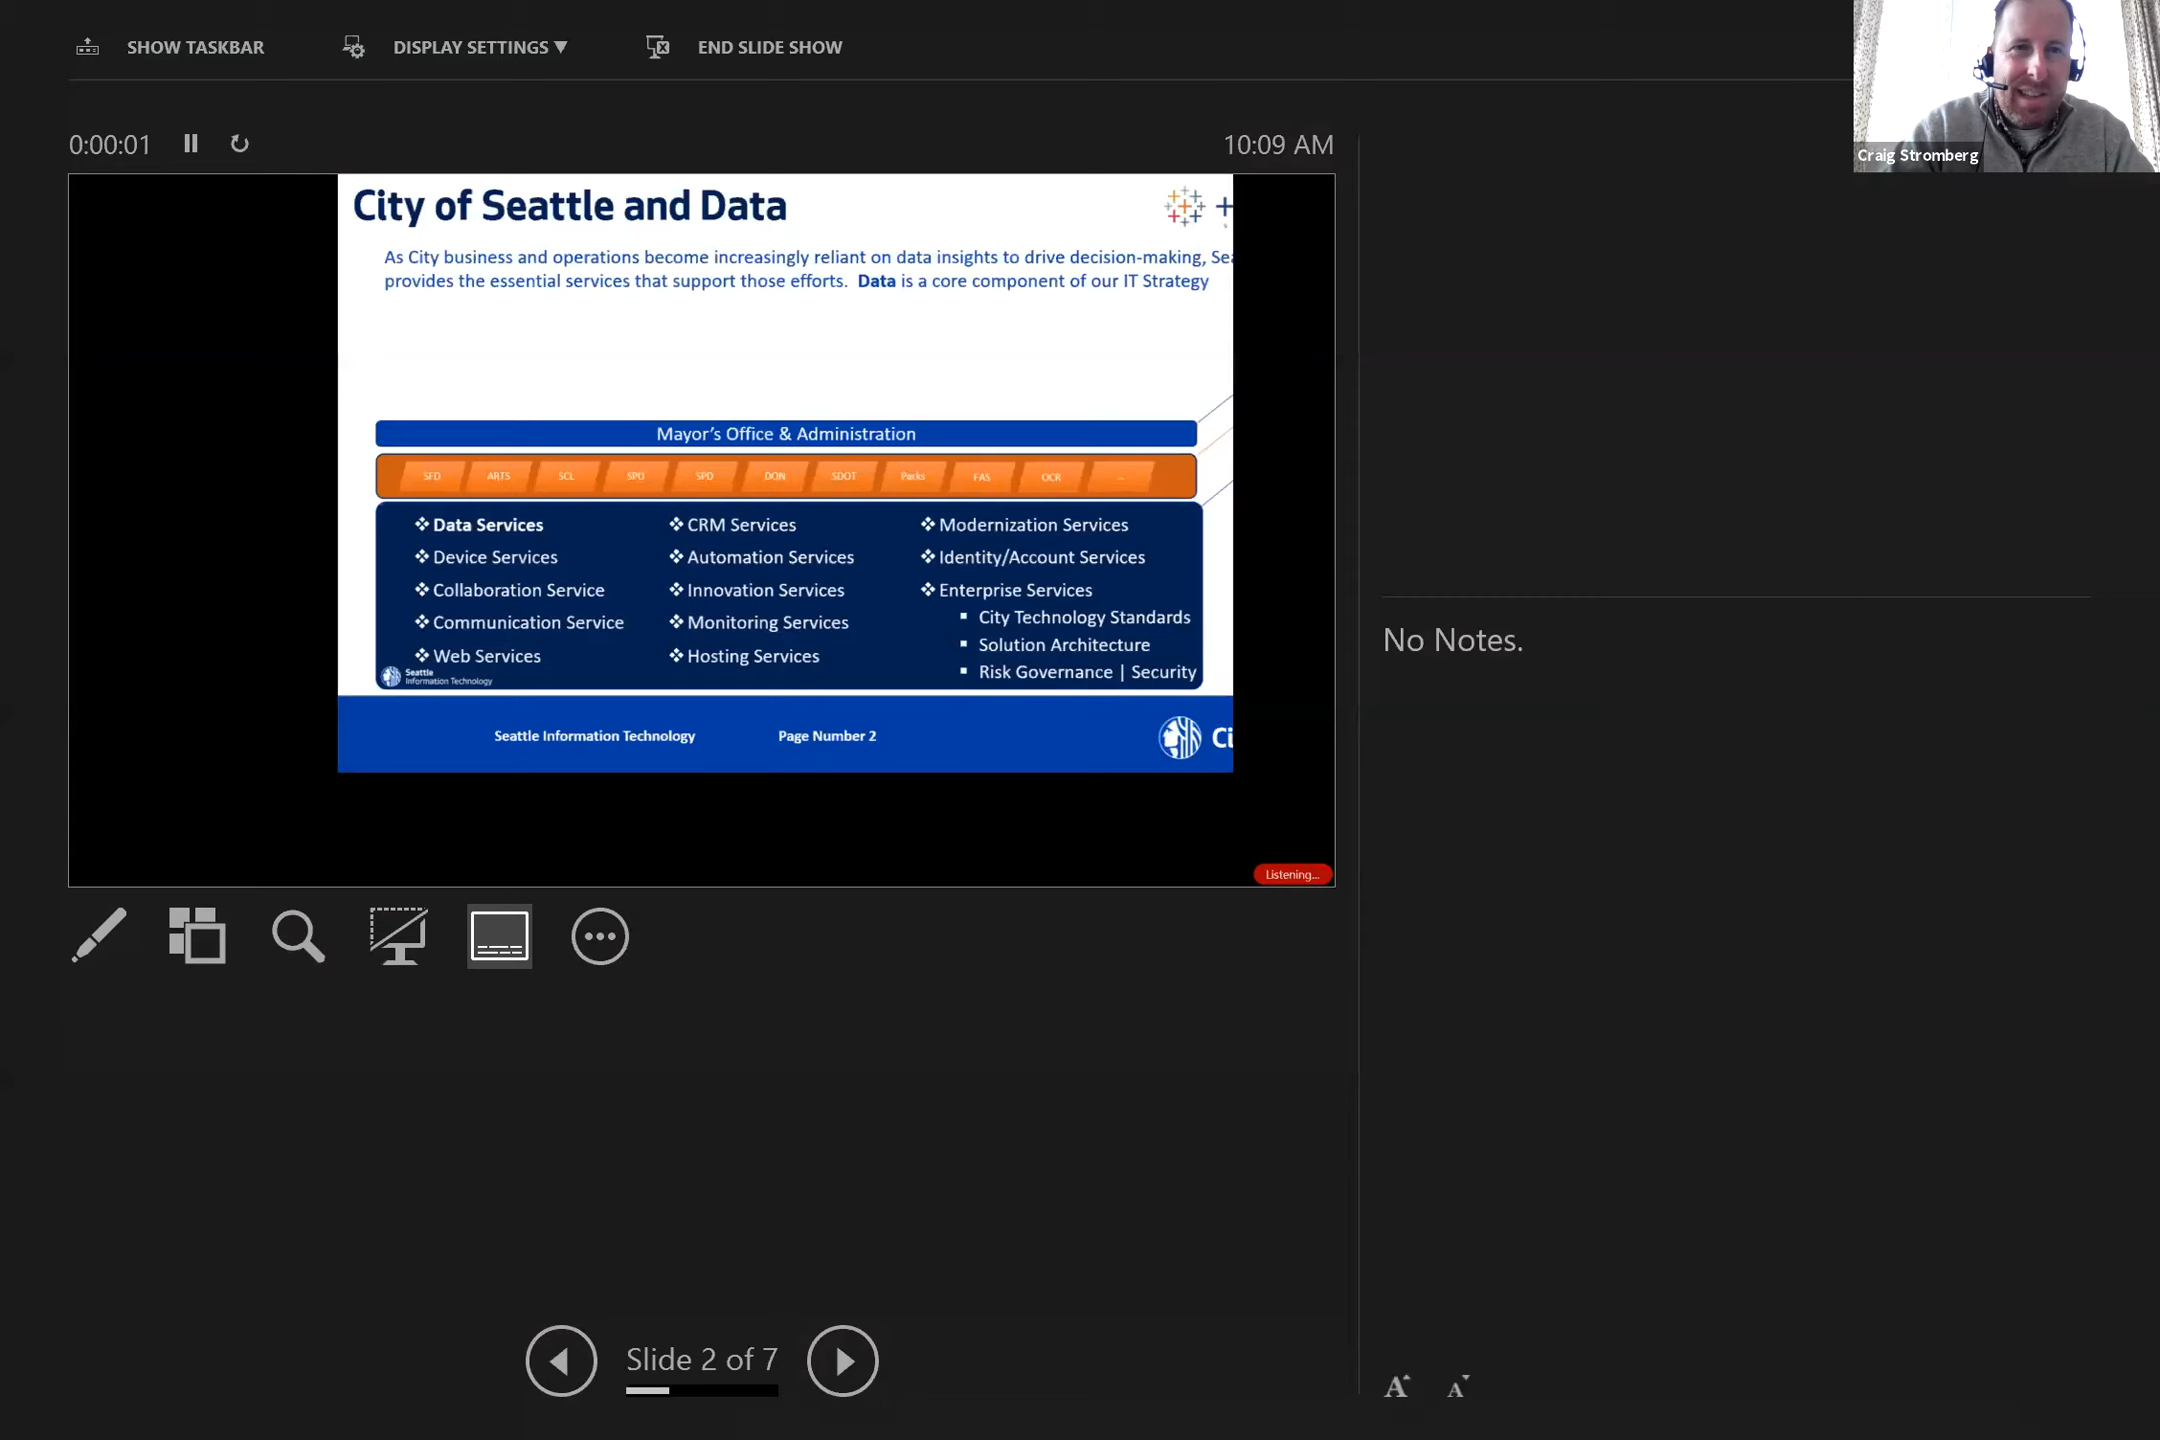 SHOW TASKBAR DISPLAY SETTINGS ▼ END SLIDE SHOW
Craig Stromberg
0:00:01 10:09 AM
City of Seattle and Data
As City business and operations become increasingly reliant on data insights to drive decision-making, Sea
provides the essential services that support those efforts. Data is a core component of our IT Strategy
Mayor's Office & Administration
SFD ARTS SCL SPU SPD DON SDOT Parks FAS OCR ...
❖ Data Services
❖ Device Services
❖ Collaboration Service
❖ Communication Service
❖ Web Services
❖ CRM Services
❖ Automation Services
❖ Innovation Services
❖ Monitoring Services
❖ Hosting Services
❖ Modernization Services
❖ Identity/Account Services
❖ Enterprise Services
▪ City Technology Standards
▪ Solution Architecture
▪ Risk Governance | Security
Seattle
Information Technology
Seattle Information Technology Page Number 2
Ci
Listening...
No Notes.
Slide 2 of 7
A A